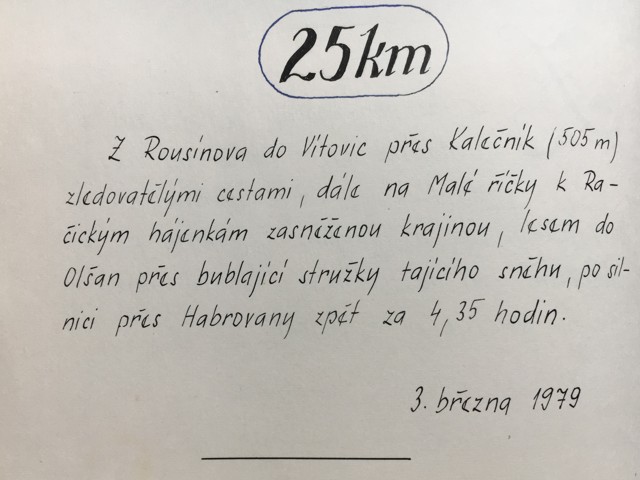 25km
Z Rousínova do Vítovic přes Kalečník (505m)
zledovatělými cestami, dále na Malé říčky k Ra-
čickým hájenkám zasněženou krajinou, lesem do
Olšan přes bublající stružky tajícího sněhu, po sil-
nici přes Habrovany zpět za 4,35 hodin.
3. března 1979